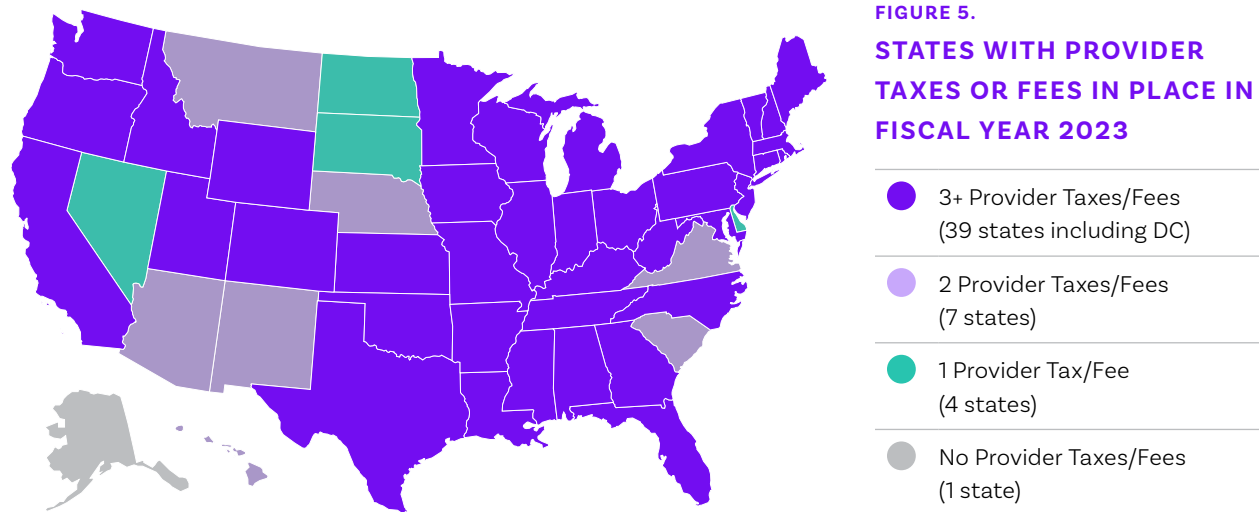 FIGURE 5.
STATES WITH PROVIDER
TAXES OR FEES IN PLACE IN
FISCAL YEAR 2023
3+ Provider Taxes/Fees
(39 states including DC)
2 Provider Taxes/Fees
(7 states)
1 Provider Tax/Fee
(4 states)
No Provider Taxes/Fees
(1 state)